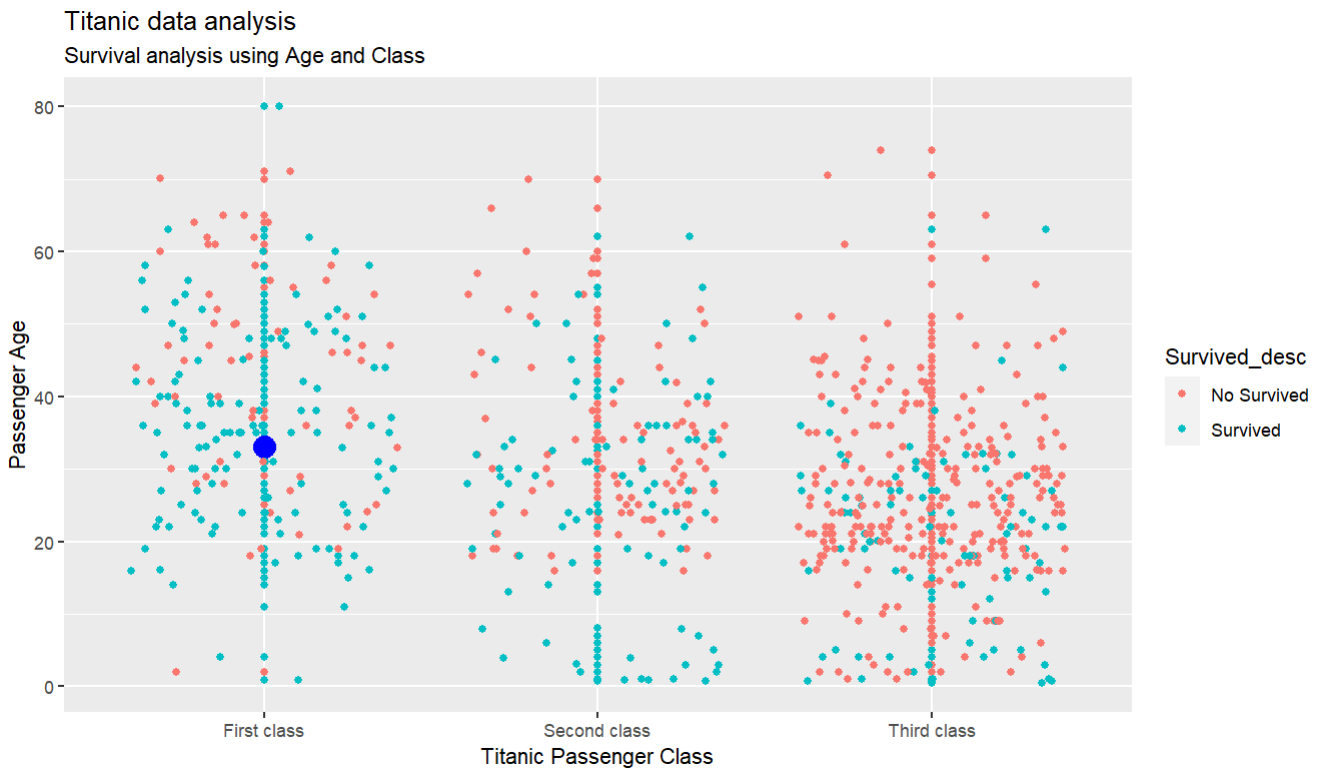 Titanic data analysis
Survival analysis using Age and Class
80
60
40
20
0
Passenger Age
First class
Second class
Third class
Titanic Passenger Class
Survived_desc
No Survived
Survived